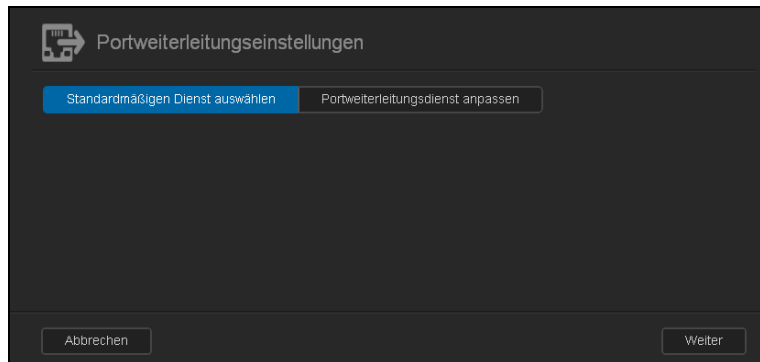 Portweiterleitungseinstellungen
Standardmäßigen Dienst auswählen
Portweiterleitungsdienst anpassen
Abbrechen
Weiter